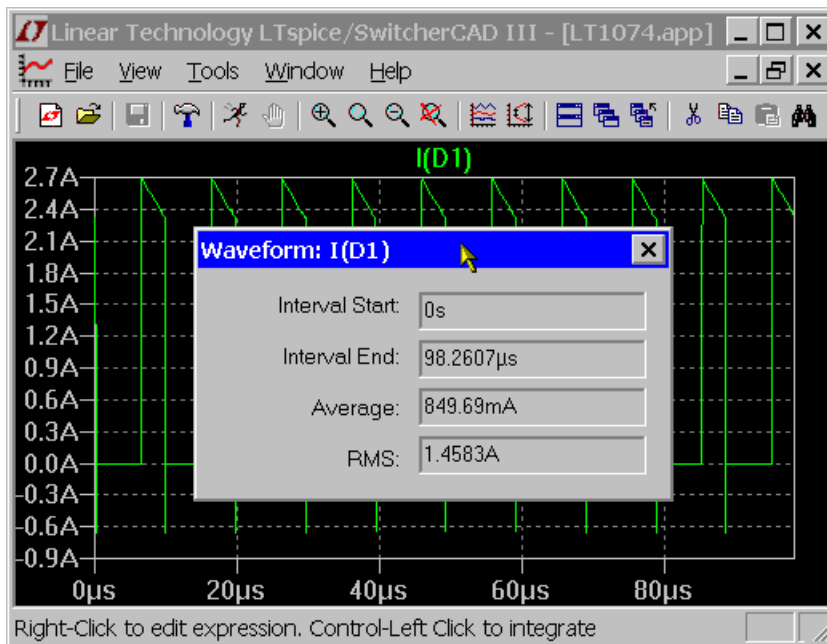 Linear Technology LTspice/SwitcherCAD III - [LT1074.app]
File View Tools Window Help
I(D1)
2.7A
2.4A
2.1A
1.8A
1.5A
1.2A
0.9A
0.6A
0.3A
0.0A
-0.3A
-0.6A
-0.9A
Waveform: I(D1)
Interval Start: 0s
Interval End: 98.2607µs
Average: 849.69mA
RMS: 1.4583A
0µs 20µs 40µs 60µs 80µs
Right-Click to edit expression. Control-Left Click to integrate